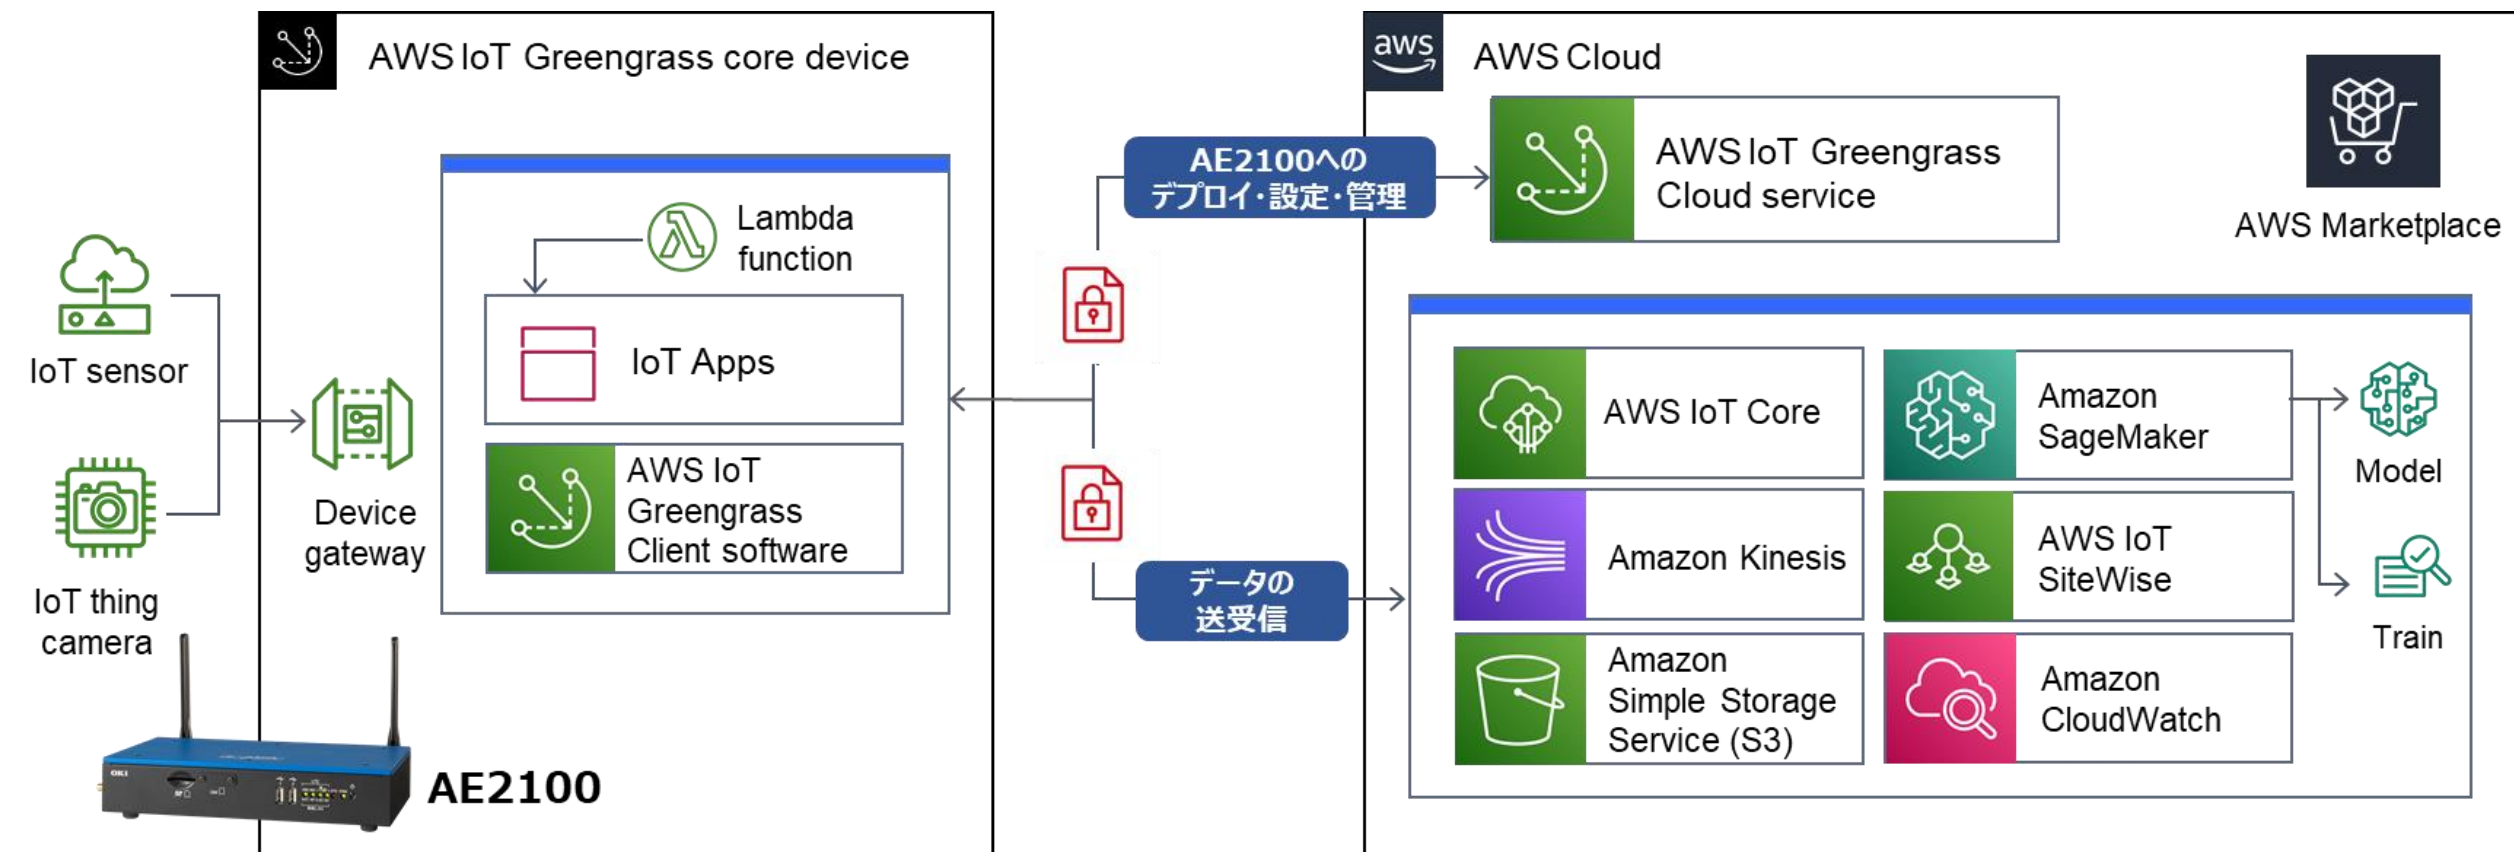 AWS IoT Greengrass core device
Lambda
function
IoT Apps
AWS IoT
Greengrass
Client software
IoT sensor
IoT thing
camera
Device
gateway
OKI
AE2100
AE2100への
デプロイ・設定・管理
データの
送受信
aws
AWS Cloud
AWS IoT Greengrass
Cloud service
AWS Marketplace
AWS IoT Core
Amazon Kinesis
Amazon
Simple Storage
Service (S3)
Amazon
SageMaker
AWS IoT
SiteWise
Amazon
CloudWatch
Model
Train